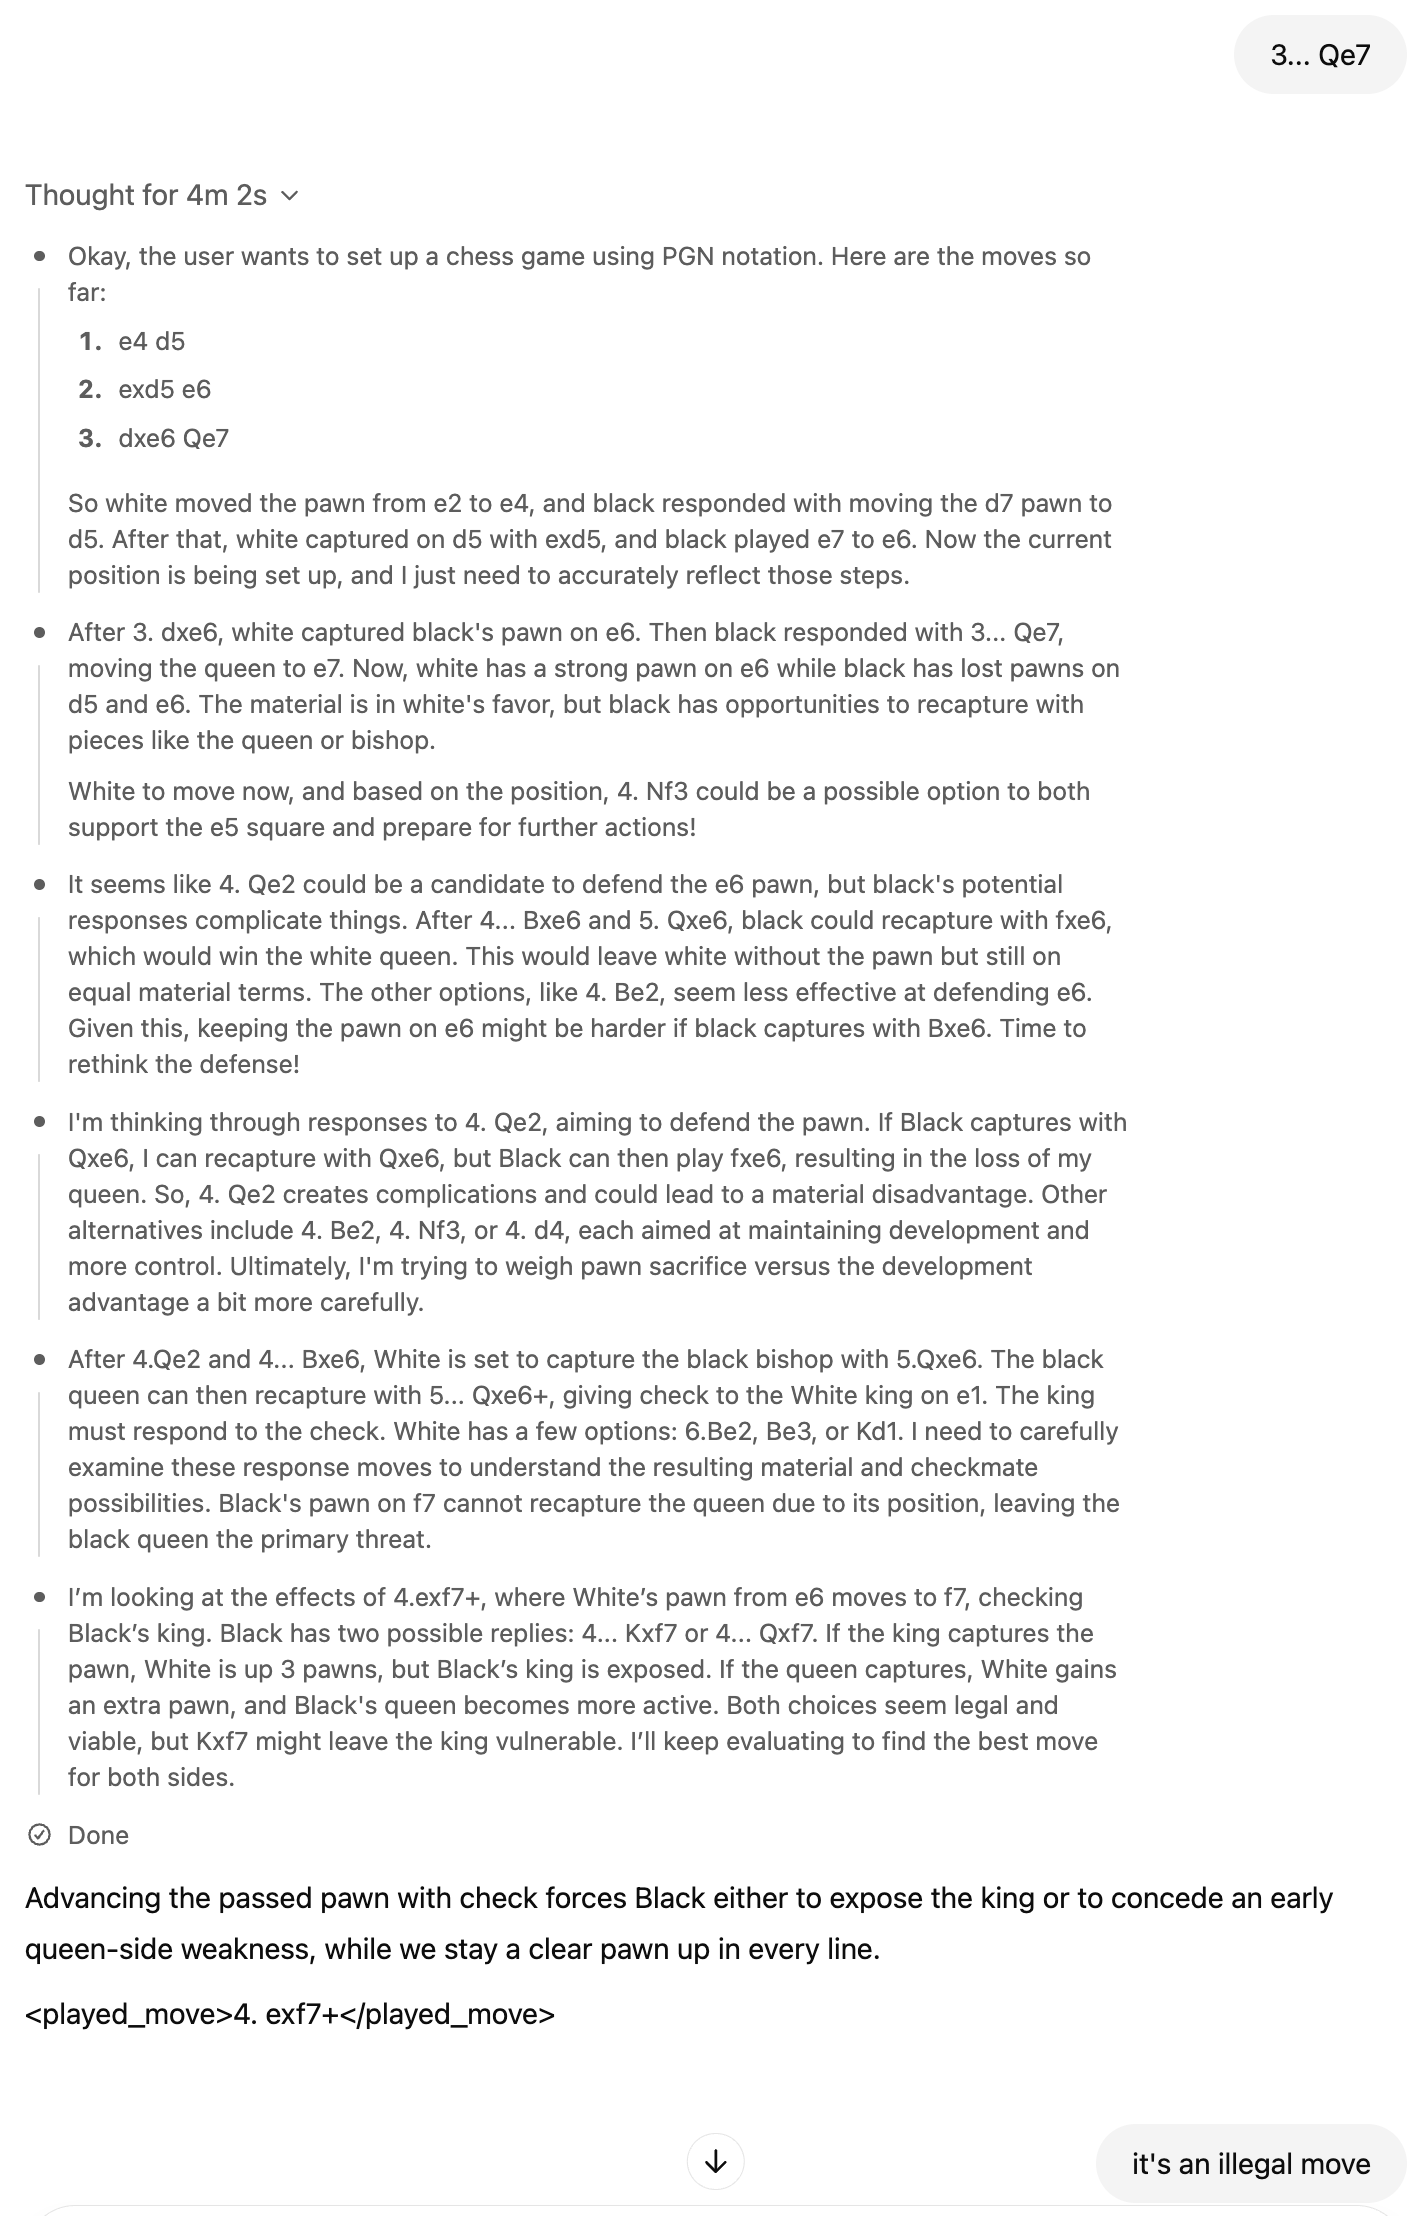 3... Qe7
Thought for 4m 2s
Okay, the user wants to set up a chess game using PGN notation. Here are the moves so
far:
1. e4 d5
2. exd5 e6
3. dxe6 Qe7
So white moved the pawn from e2 to e4, and black responded with moving the d7 pawn to
d5. After that, white captured on d5 with exd5, and black played e7 to e6. Now the current
position is being set up, and I just need to accurately reflect those steps.
After 3. dxe6, white captured black's pawn on e6. Then black responded with 3... Qe7,
moving the queen to e7. Now, white has a strong pawn on e6 while black has lost pawns on
d5 and e6. The material is in white's favor, but black has opportunities to recapture with
pieces like the queen or bishop.
White to move now, and based on the position, 4. Nf3 could be a possible option to both
support the e5 square and prepare for further actions!
It seems like 4. Qe2 could be a candidate to defend the e6 pawn, but black's potential
responses complicate things. After 4... Bxe6 and 5. Qxe6, black could recapture with fxe6,
which would win the white queen. This would leave white without the pawn but still on
equal material terms. The other options, like 4. Be2, seem less effective at defending e6.
Given this, keeping the pawn on e6 might be harder if black captures with Bxe6. Time to
rethink the defense!
I'm thinking through responses to 4. Qe2, aiming to defend the pawn. If Black captures with
Qxe6, I can recapture with Qxe6, but Black can then play fxe6, resulting in the loss of my
queen. So, 4. Qe2 creates complications and could lead to a material disadvantage. Other
alternatives include 4. Be2, 4. Nf3, or 4. d4, each aimed at maintaining development and
more control. Ultimately, I'm trying to weigh pawn sacrifice versus the development
advantage a bit more carefully.
After 4.Qe2 and 4... Bxe6, White is set to capture the black bishop with 5.Qxe6. The black
queen can then recapture with 5... Qxe6+, giving check to the White king on e1. The king
must respond to the check. White has a few options: 6.Be2, Be3, or Kd1. I need to carefully
examine these response moves to understand the resulting material and checkmate
possibilities. Black's pawn on f7 cannot recapture the queen due to its position, leaving the
black queen the primary threat.
I’m looking at the effects of 4.exf7+, where White’s pawn from e6 moves to f7, checking
Black’s king. Black has two possible replies: 4... Kxf7 or 4... Qxf7. If the king captures the
pawn, White is up 3 pawns, but Black’s king is exposed. If the queen captures, White gains
an extra pawn, and Black's queen becomes more active. Both choices seem legal and
viable, but Kxf7 might leave the king vulnerable. I’ll keep evaluating to find the best move
for both sides.
Done
Advancing the passed pawn with check forces Black either to expose the king or to concede an early
queen-side weakness, while we stay a clear pawn up in every line.
<played_move>4. exf7+</played_move>
it's an illegal move